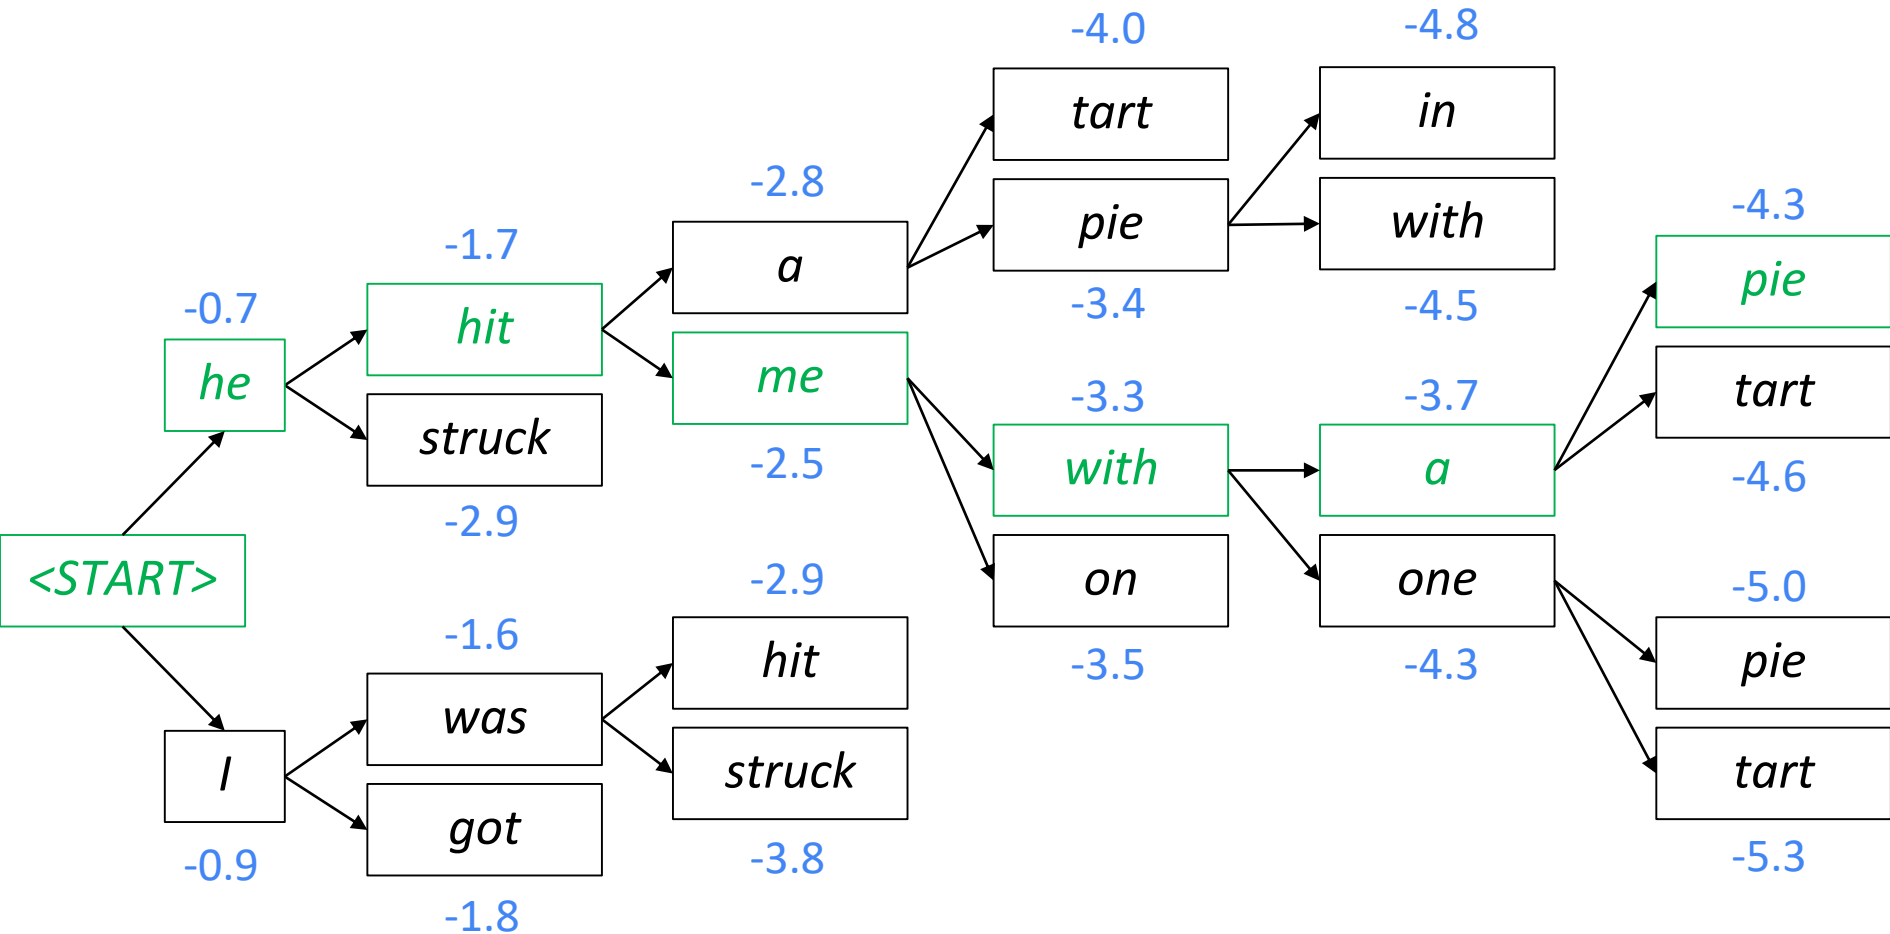 -4.0
-4.8
tart
in
-2.8
pie
with
-4.3
-1.7
a
-3.4
-4.5
pie
-0.7
hit
me
-3.3
-3.7
tart
he
struck
-2.5
with
a
-4.6
-2.9
<START>
-2.9
on
one
-5.0
-1.6
hit
-3.5
-4.3
pie
I
was
struck
tart
-0.9
got
-3.8
-5.3
-1.8